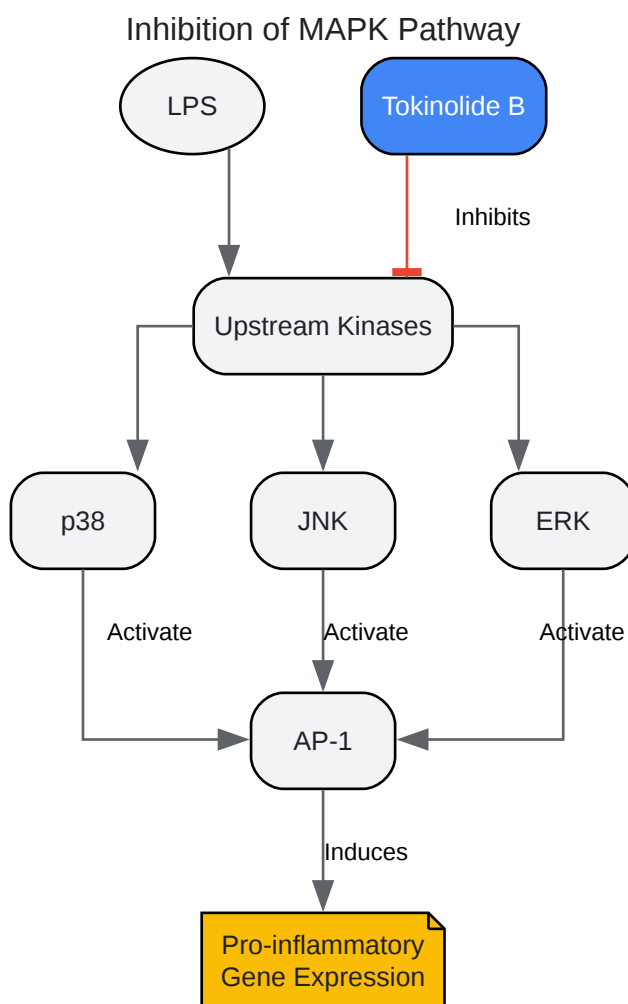 Inhibition of MAPK Pathway
LPS
Tokinolide B
Inhibits
Upstream Kinases
p38
JNK
ERK
Activate
Activate
Activate
AP-1
Induces
Pro-inflammatory
Gene Expression